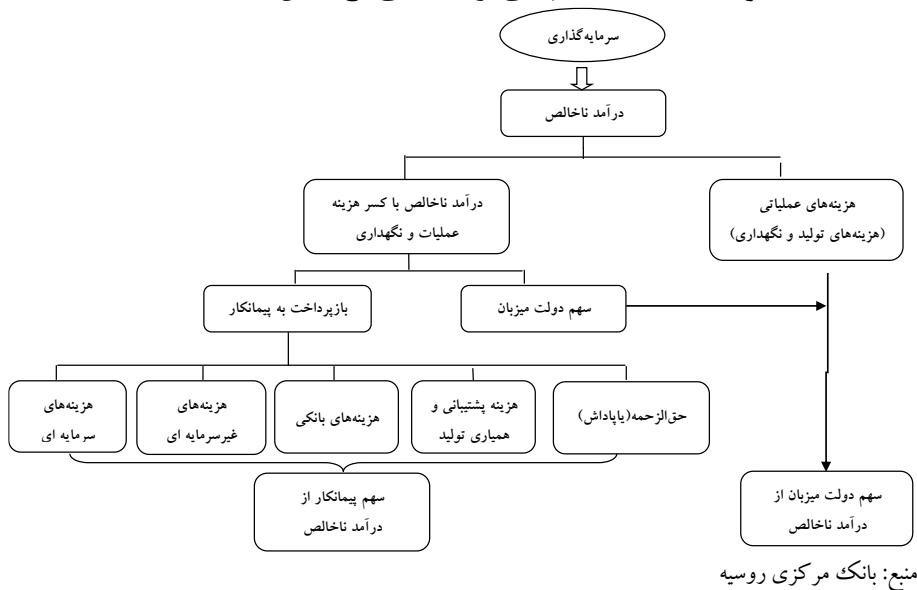 سرمایه‌گذاری
درآمد ناخالص
درآمد ناخالص با کسر هزینه
عملیات و نگهداری
هزینه‌های عملیاتی
(هزینه‌های تولید و نگهداری)
بازپرداخت به پیمانکار
سهم دولت میزبان
هزینه‌های
سرمایه ای
هزینه‌های
غیرسرمایه ای
هزینه‌های بانکی
هزینه پشتیبانی و
همیاری تولید
حق‌الزحمه(یاپاداش)
سهم پیمانکار از
درآمد ناخالص
سهم دولت میزبان از
درآمد ناخالص
منبع: بانک مرکزی روسیه